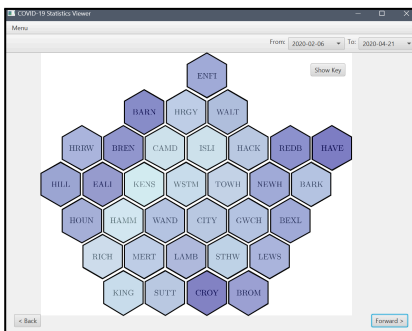 COVID-19 Statistics Viewer
Menu
From: 2020-02-06 To: 2020-04-21
ENFI
Show Key
BARN HRGY WALT
HRRW BREN CAMD ISLI HACK REDB HAVE
HILL EALI KENS WSTM TOWH NEWH BARK
HOUN HAMM WAND CITY GWCH BEXL
RICH MERT LAMB STHW LEWS
KING SUTT CROY BROM
< Back Forward >